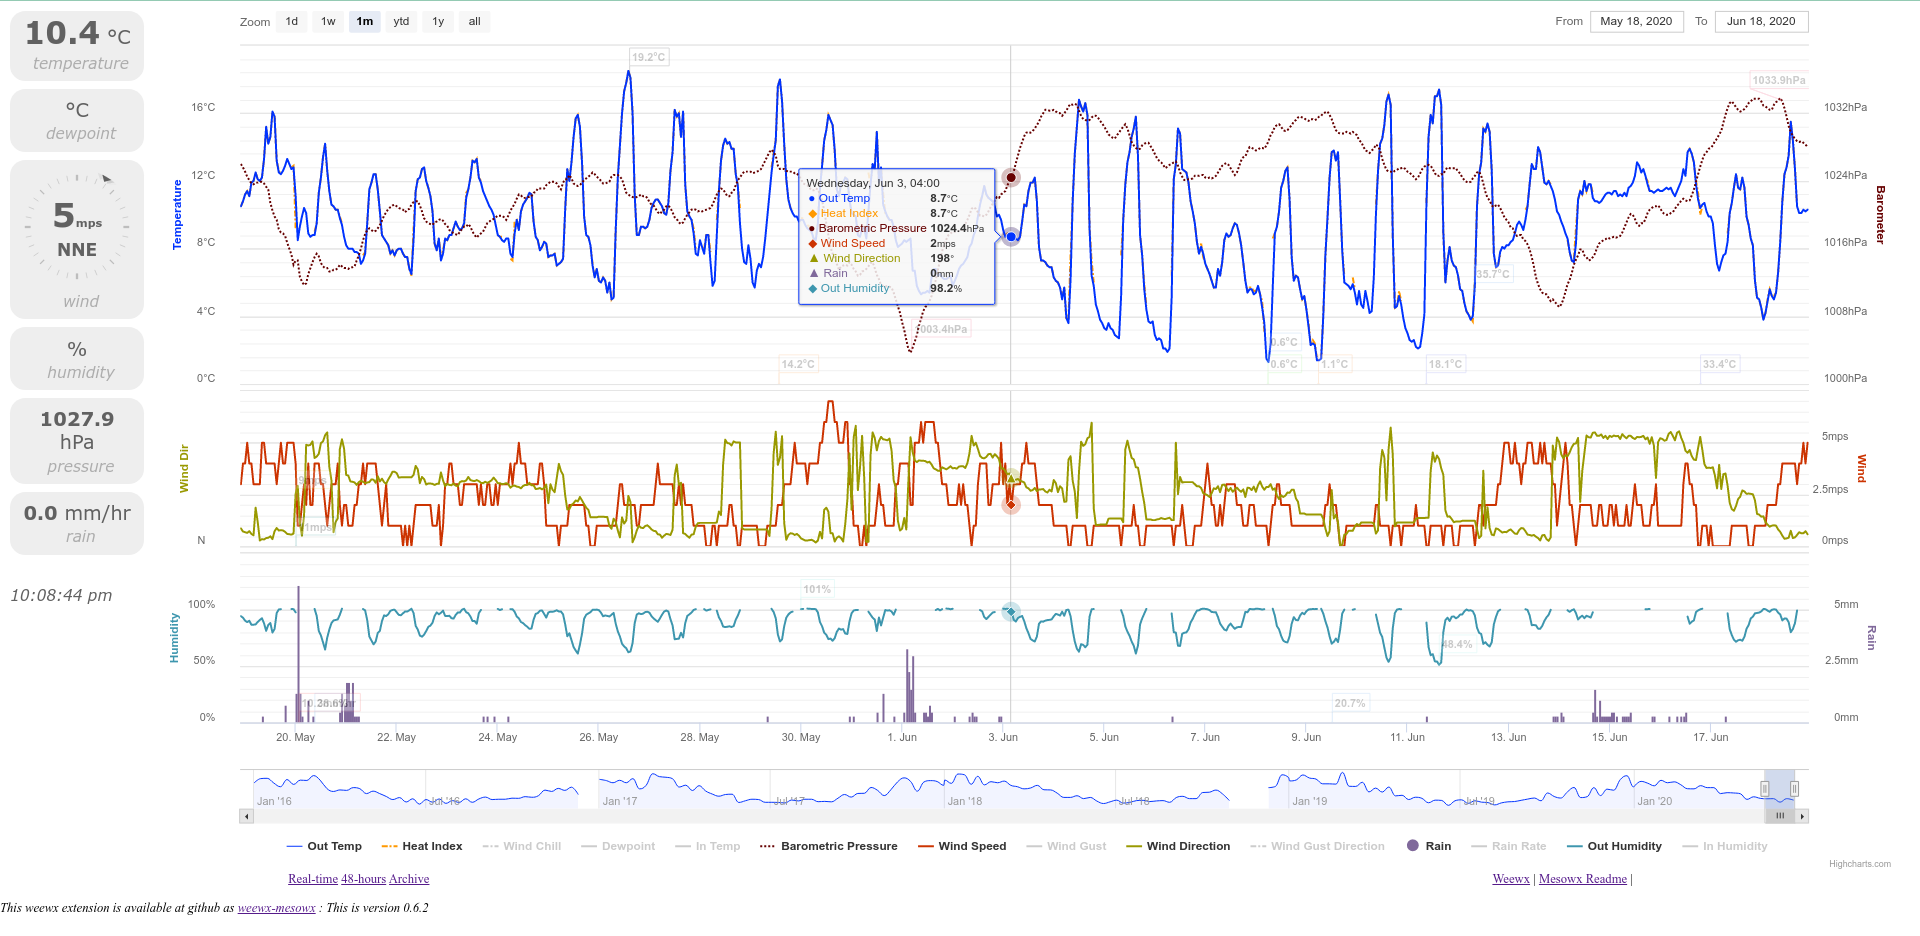 10.4 °C
temperature
°C
dewpoint
5mps
NNE
wind
%
humidity
1027.9
hPa
pressure
0.0 mm/hr
rain
10:08:44 pm
Zoom 1d 1w 1m ytd 1y all
From May 18, 2020 To Jun 18, 2020
Temperature
16°C
12°C
8°C
4°C
0°C
19.2°C
1033.9hPa
1032hPa
1024hPa
1016hPa
1008hPa
1000hPa
Barometer
Wednesday, Jun 3, 04:00
Out Temp 8.7°C
Heat Index 8.7°C
Barometric Pressure 1024.4hPa
Wind Speed 2mps
Wind Direction 198°
Rain 0mm
Out Humidity 98.2%
35.7°C
003.4hPa
0.6°C
14.2°C
0.6°C
1.1°C
18.1°C
33.4°C
Wind Dir
N
9mps
1mps
5mps
2.5mps
0mps
Wind
Humidity
100%
50%
0%
101%
48.4%
20.7%
5mm
2.5mm
0mm
Rain
20. May 22. May 24. May 26. May 28. May 30. May 1. Jun 3. Jun 5. Jun 7. Jun 9. Jun 11. Jun 13. Jun 15. Jun 17. Jun
Jan '16 Jul '16 Jan '17 Jul '17 Jan '18 Jul '18 Jan '19 Jul '19 Jan '20
Out Temp Heat Index Wind Chill Dewpoint In Temp Barometric Pressure Wind Speed Wind Gust Wind Direction Wind Gust Direction Rain Rain Rate Out Humidity In Humidity
Highcharts.com
Real-time 48-hours Archive
Weewx | Mesowx Readme |
This weewx extension is available at github as weewx-mesowx : This is version 0.6.2